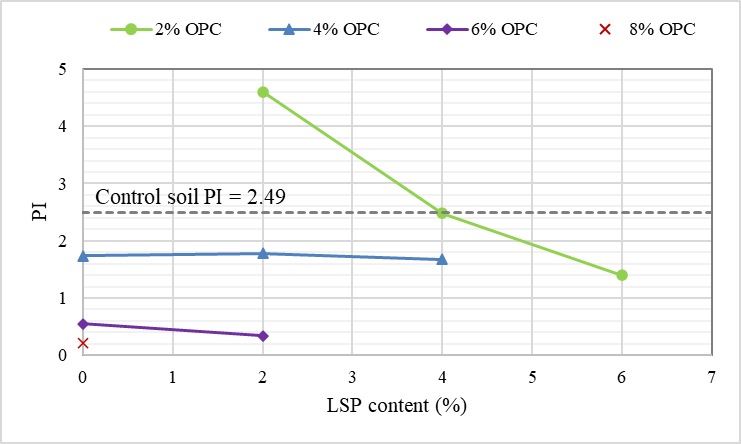 2% OPC 4% OPC 6% OPC 8% OPC
5
4
3
Control soil PI = 2.49
PI
2
1
0
0 1 2 3 4 5 6 7
LSP content (%)